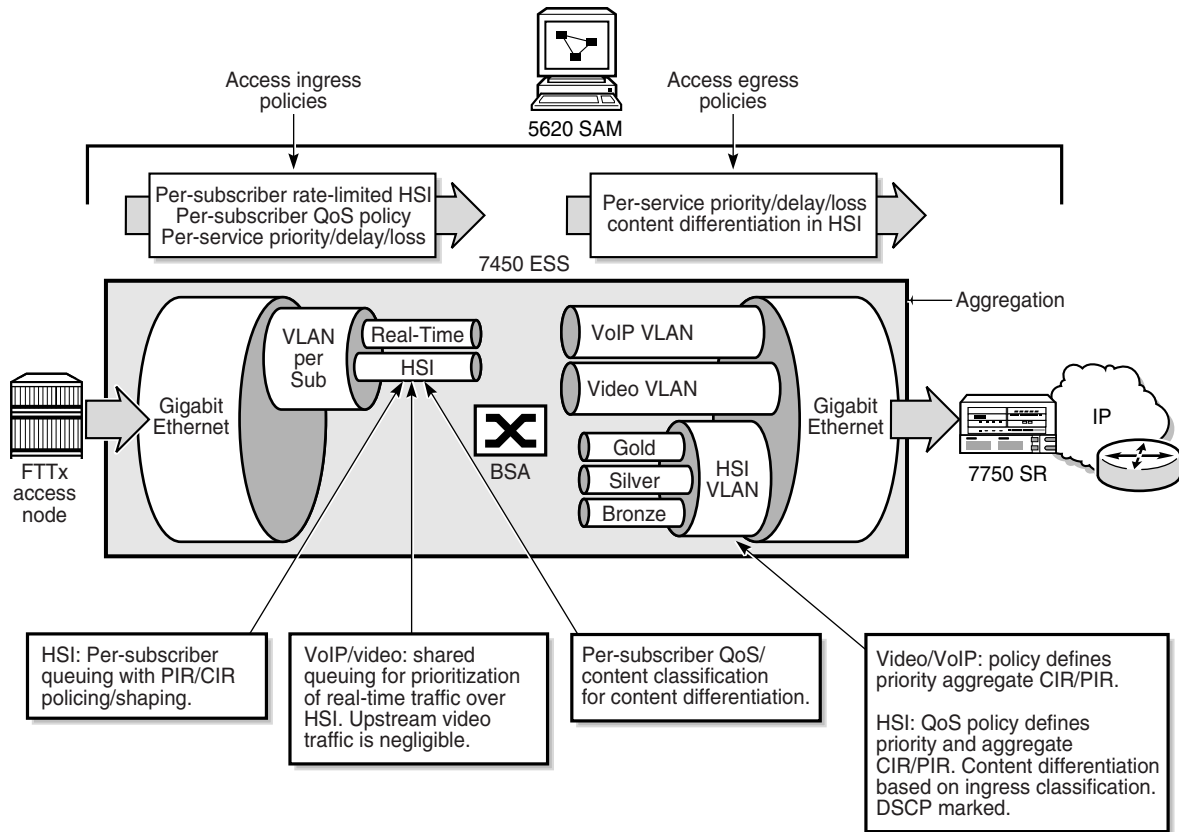 Access ingress
policies
Access egress
policies
5620 SAM
Per-subscriber rate-limited HSI
Per-subscriber QoS policy
Per-service priority/delay/loss
Per-service priority/delay/loss
content differentiation in HSI
7450 ESS
Aggregation
VLAN
per
Sub
Real-Time
HSI
VoIP VLAN
Video VLAN
Gigabit
Ethernet
Gigabit
Ethernet
IP
BSA
Gold
Silver
Bronze
HSI
VLAN
FTTx
access
node
7750 SR
HSI: Per-subscriber
queuing with PIR/CIR
policing/shaping.
VoIP/video: shared
queuing for prioritization
of real-time traffic over
HSI. Upstream video
traffic is negligible.
Per-subscriber QoS/
content classification
for content differentiation.
Video/VoIP: policy defines
priority aggregate CIR/PIR.
HSI: QoS policy defines
priority and aggregate
CIR/PIR. Content differentiation
based on ingress classification.
DSCP marked.